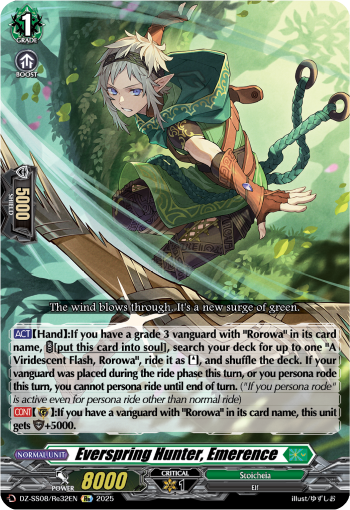 1
GRADE
BOOST
5000
SHIELD
The wind blows through. It's a new surge of green.
ACT【Hand】:If you have a grade 3 vanguard with "Rorowa" in its card
name, [put this card into soul], search your deck for up to one "A
Viridescent Flash, Rorowa", ride it as [ ], and shuffle the deck. If your
vanguard was placed during the ride phase this turn, or you persona rode
this turn, you cannot persona ride until end of turn. ("If you persona rode"
is active even for persona ride other than normal ride)
CONT【 】:If you have a vanguard with "Rorowa" in its card name, this unit
gets +5000.
NORMAL UNIT
Everspring Hunter, Emerence
POWER
8000
CRITICAL
1
Stoicheia
Elf
DZ-SS08/Re32EN 2025
illust/ゆずしお